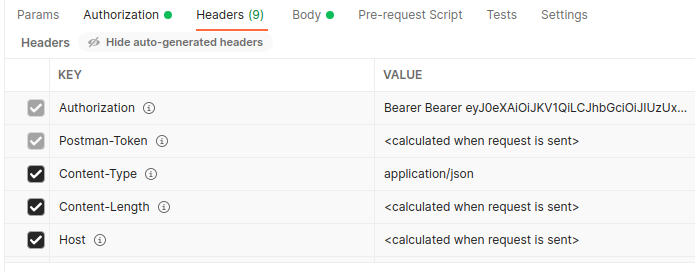 Params Authorization Headers (9) Body Pre-request Script Tests Settings
Headers Hide auto-generated headers
KEY VALUE
Authorization Bearer Bearer eyJ0eXAiOiJKV1QiLCJhbGciOiJIUzUx...
Postman-Token <calculated when request is sent>
Content-Type application/json
Content-Length <calculated when request is sent>
Host <calculated when request is sent>